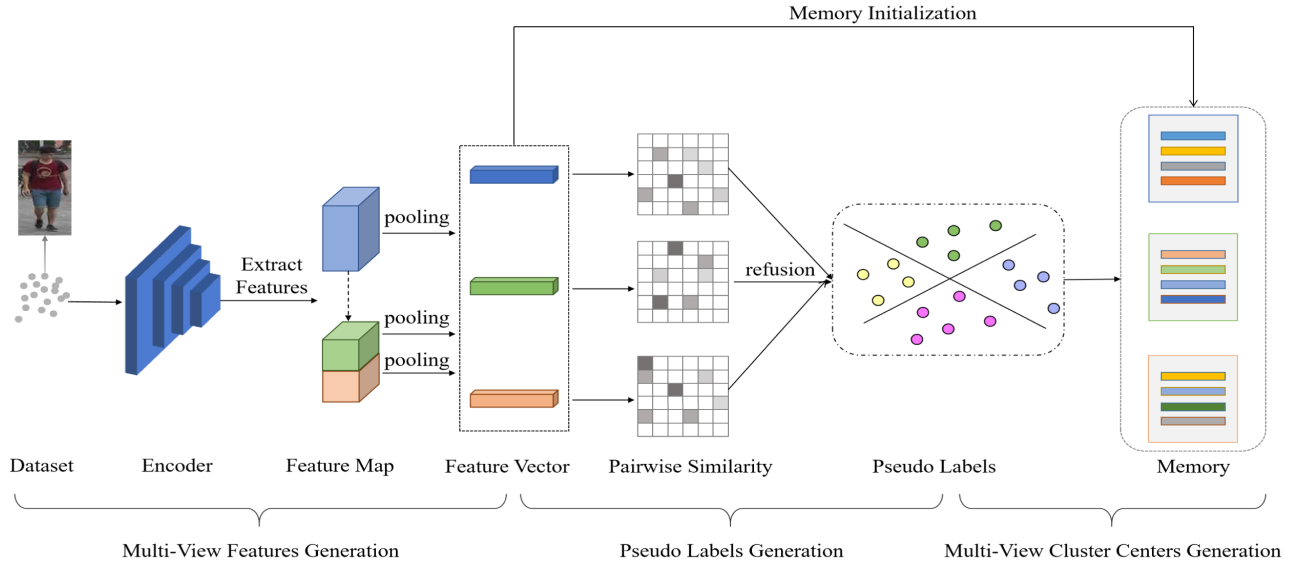 Memory Initialization
pooling
Extract
Features
pooling
pooling
refusion
Dataset
Encoder
Feature Map
Feature Vector
Pairwise Similarity
Pseudo Labels
Memory
Multi-View Features Generation
Pseudo Labels Generation
Multi-View Cluster Centers Generation